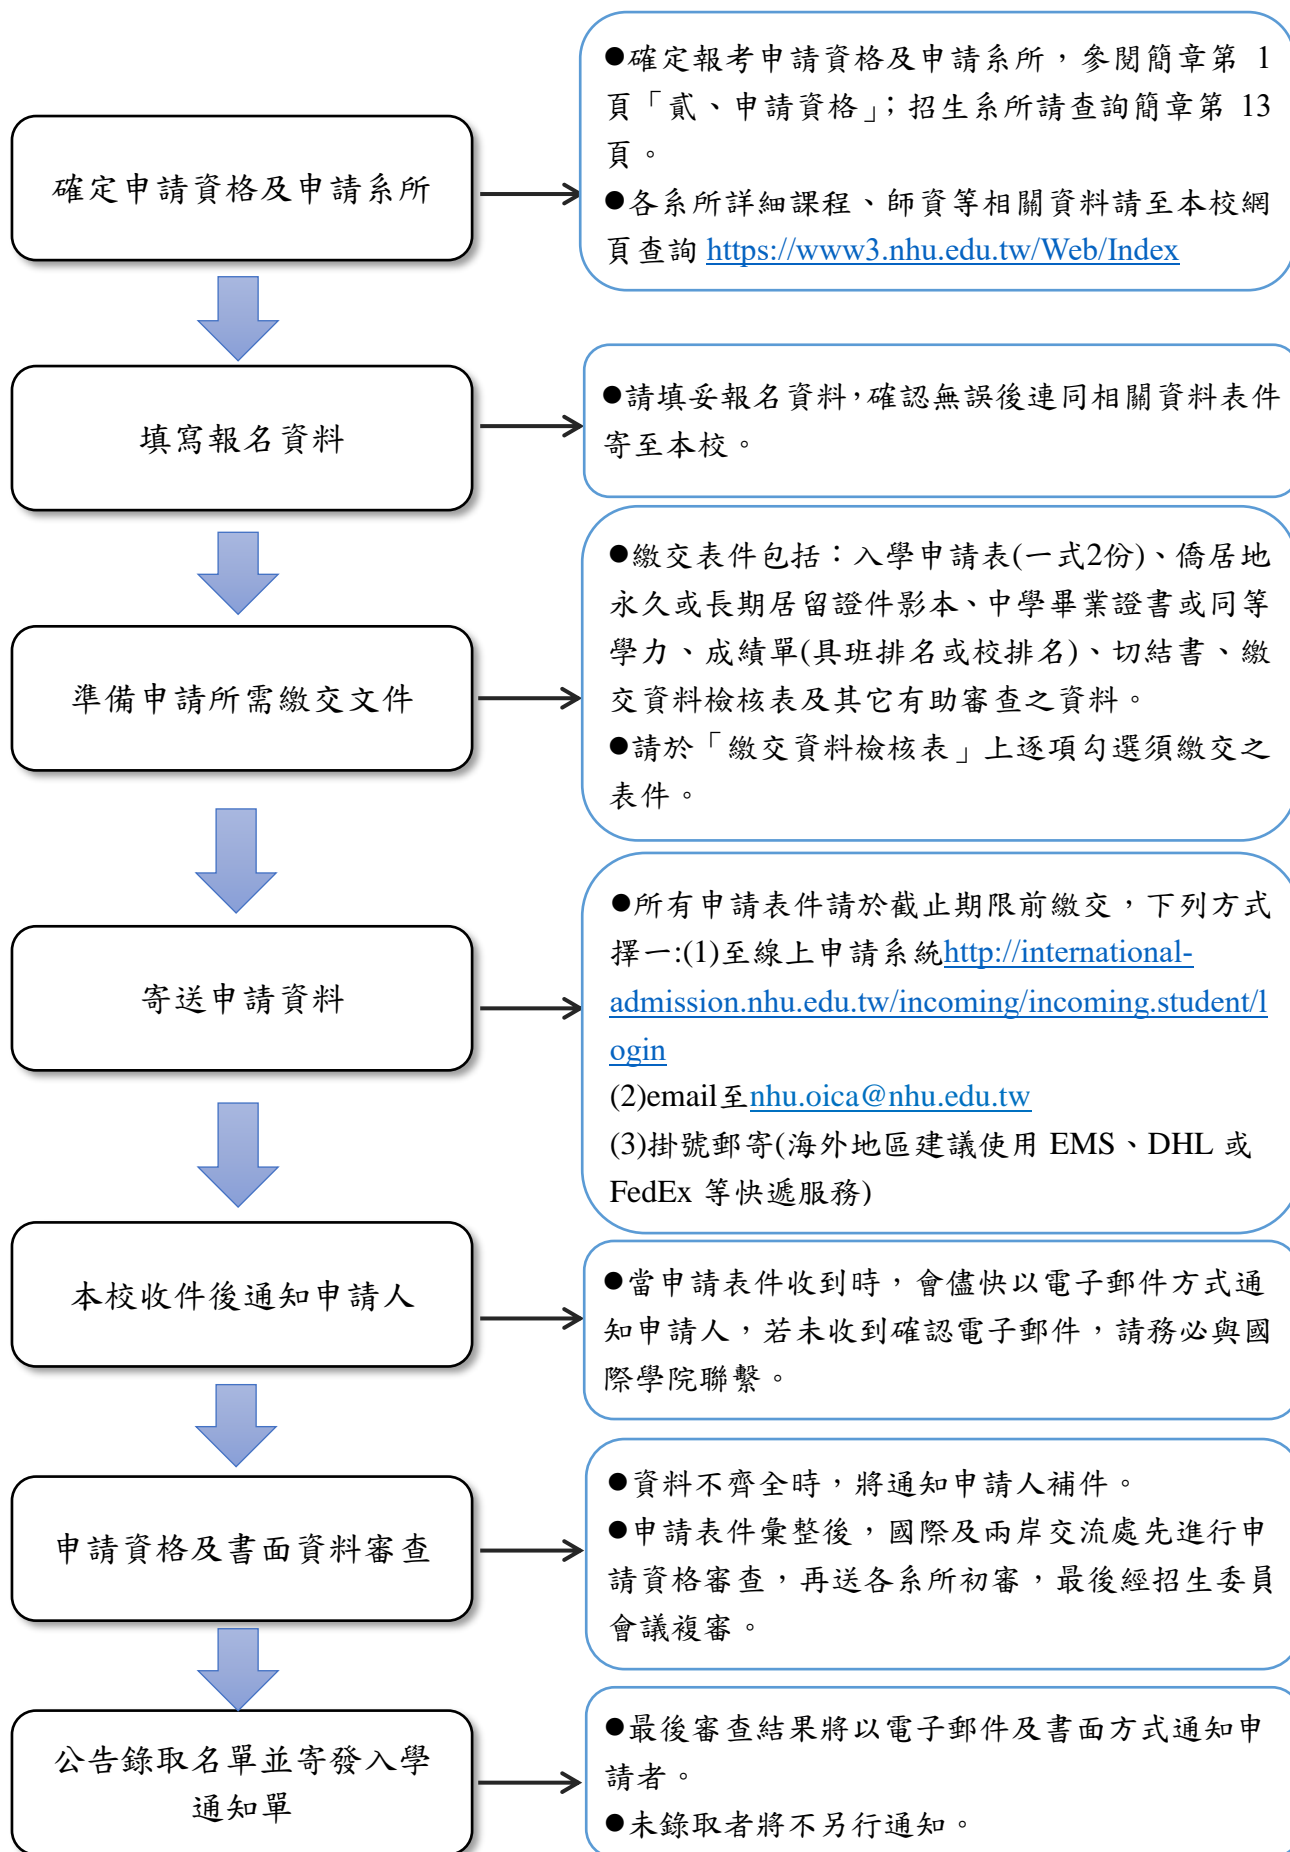 確定申請資格及申請系所
●確定報考申請資格及申請系所，參閱簡章第 1
頁「貳、申請資格」；招生系所請查詢簡章第 13
頁。
●各系所詳細課程、師資等相關資料請至本校網
頁查詢 https://www3.nhu.edu.tw/Web/Index
填寫報名資料
●請填妥報名資料，確認無誤後連同相關資料表件
寄至本校。
準備申請所需繳交文件
●繳交表件包括：入學申請表(一式2份)、僑居地
永久或長期居留證件影本、中學畢業證書或同等
學力、成績單(具班排名或校排名)、切結書、繳
交資料檢核表及其它有助審查之資料。
●請於「繳交資料檢核表」上逐項勾選須繳交之
表件。
寄送申請資料
●所有申請表件請於截止期限前繳交，下列方式
擇一:(1)至線上申請系統http://international-
admission.nhu.edu.tw/incoming/incoming.student/l
ogin
(2)email至nhu.oica@nhu.edu.tw
(3)掛號郵寄(海外地區建議使用 EMS、DHL 或
FedEx 等快遞服務)
本校收件後通知申請人
●當申請表件收到時，會儘快以電子郵件方式通
知申請人，若未收到確認電子郵件，請務必與國
際學院聯繫。
申請資格及書面資料審查
●資料不齊全時，將通知申請人補件。
●申請表件彙整後，國際及兩岸交流處先進行申
請資格審查，再送各系所初審，最後經招生委員
會議複審。
公告錄取名單並寄發入學
通知單
●最後審查結果將以電子郵件及書面方式通知申
請者。
●未錄取者將不另行通知。